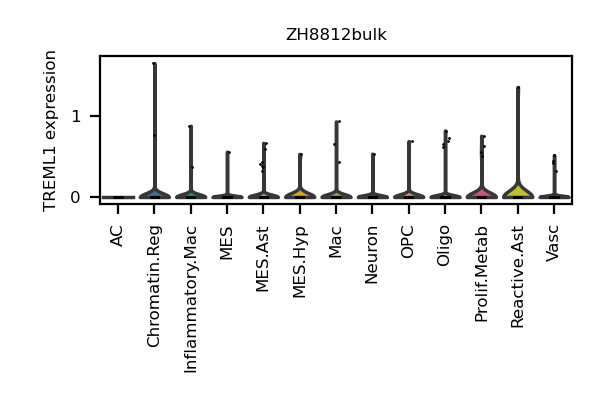 ZH8812bulk
TREML1 expression
1
0
AC
Chromatin.Reg
Inflammatory.Mac
MES
MES.Ast
MES.Hyp
Mac
Neuron
OPC
Oligo
Prolif.Metab
Reactive.Ast
Vasc